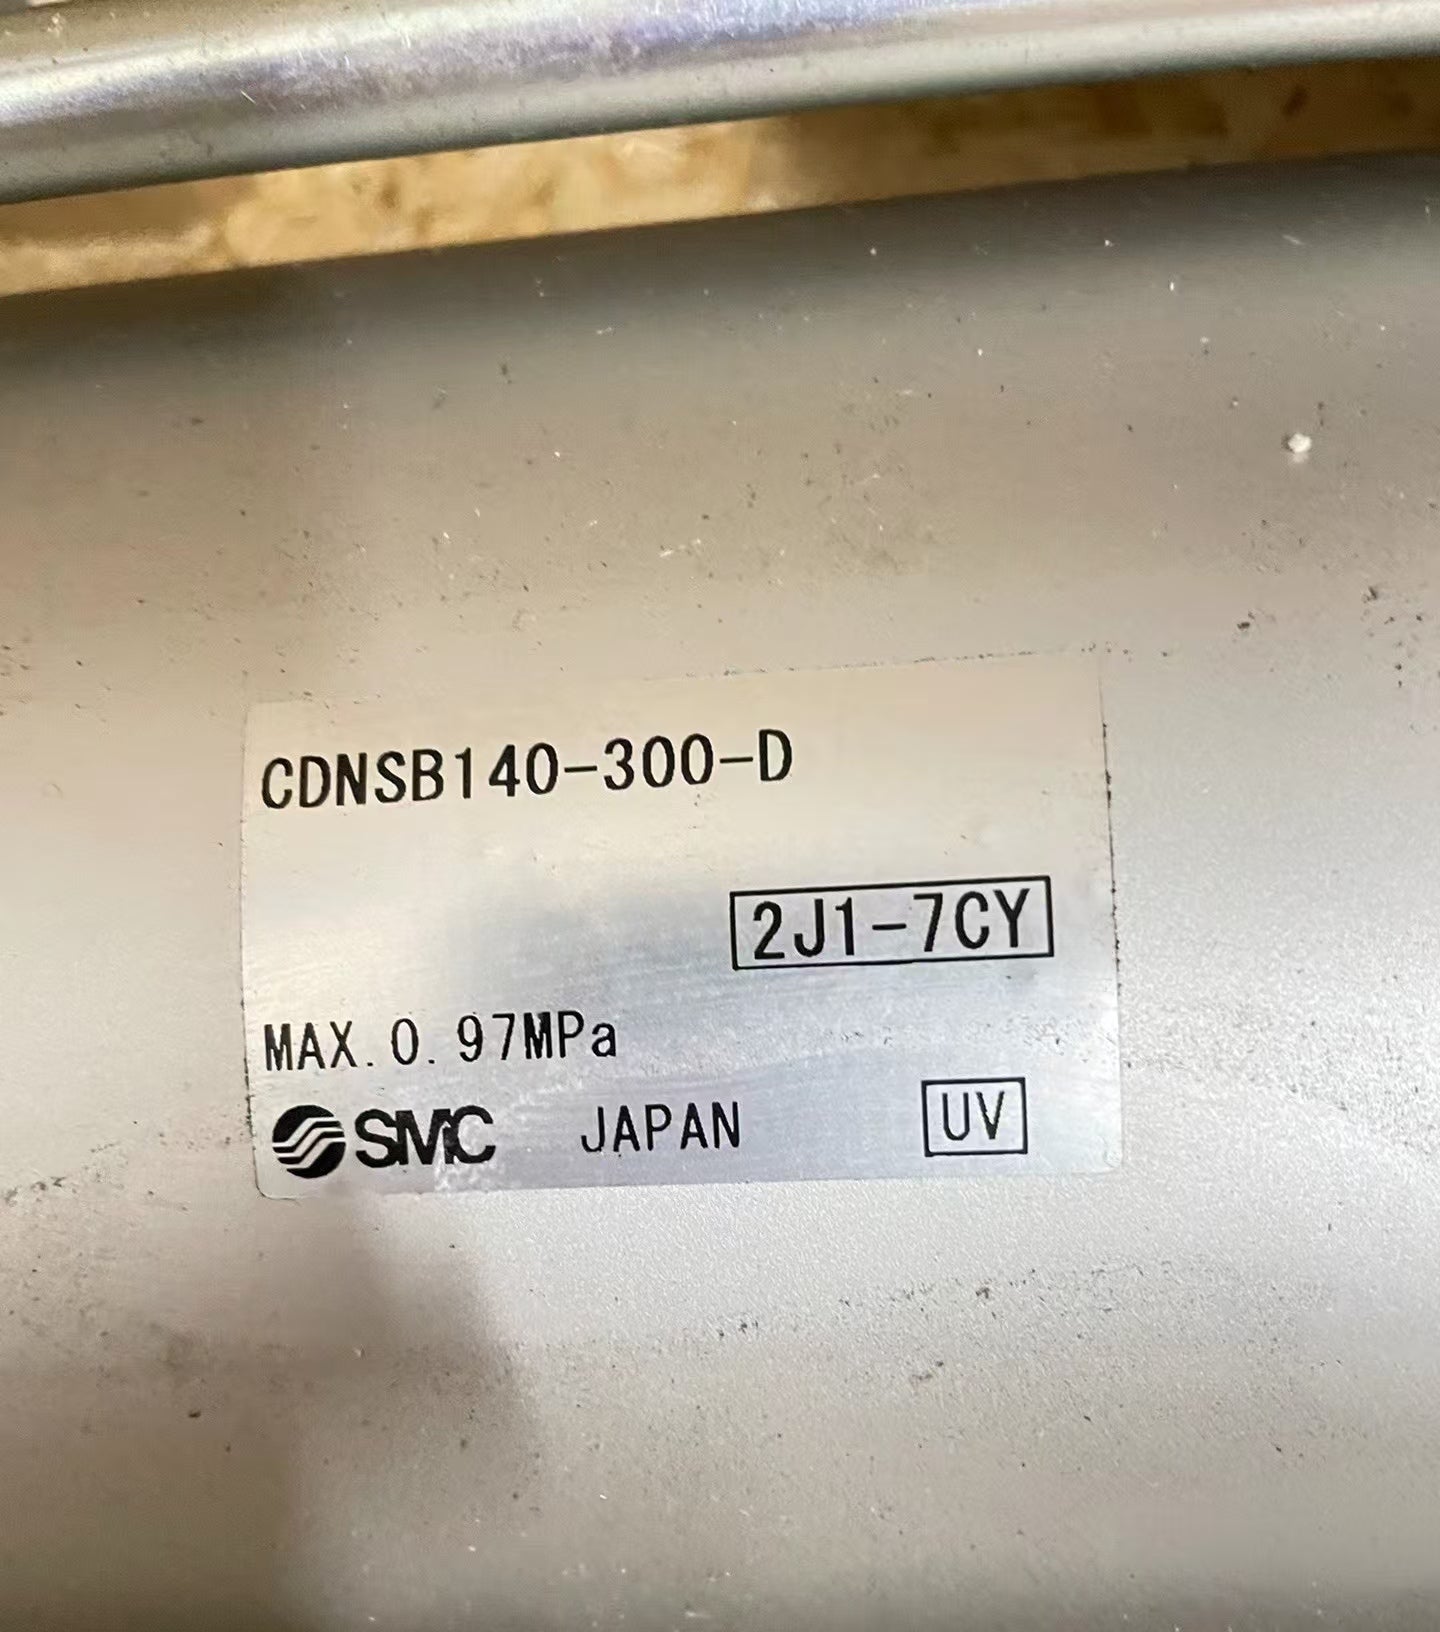 CDNSB140-300-D
2J1-7CY
MAX.0.97MPa
SMC JAPAN UV